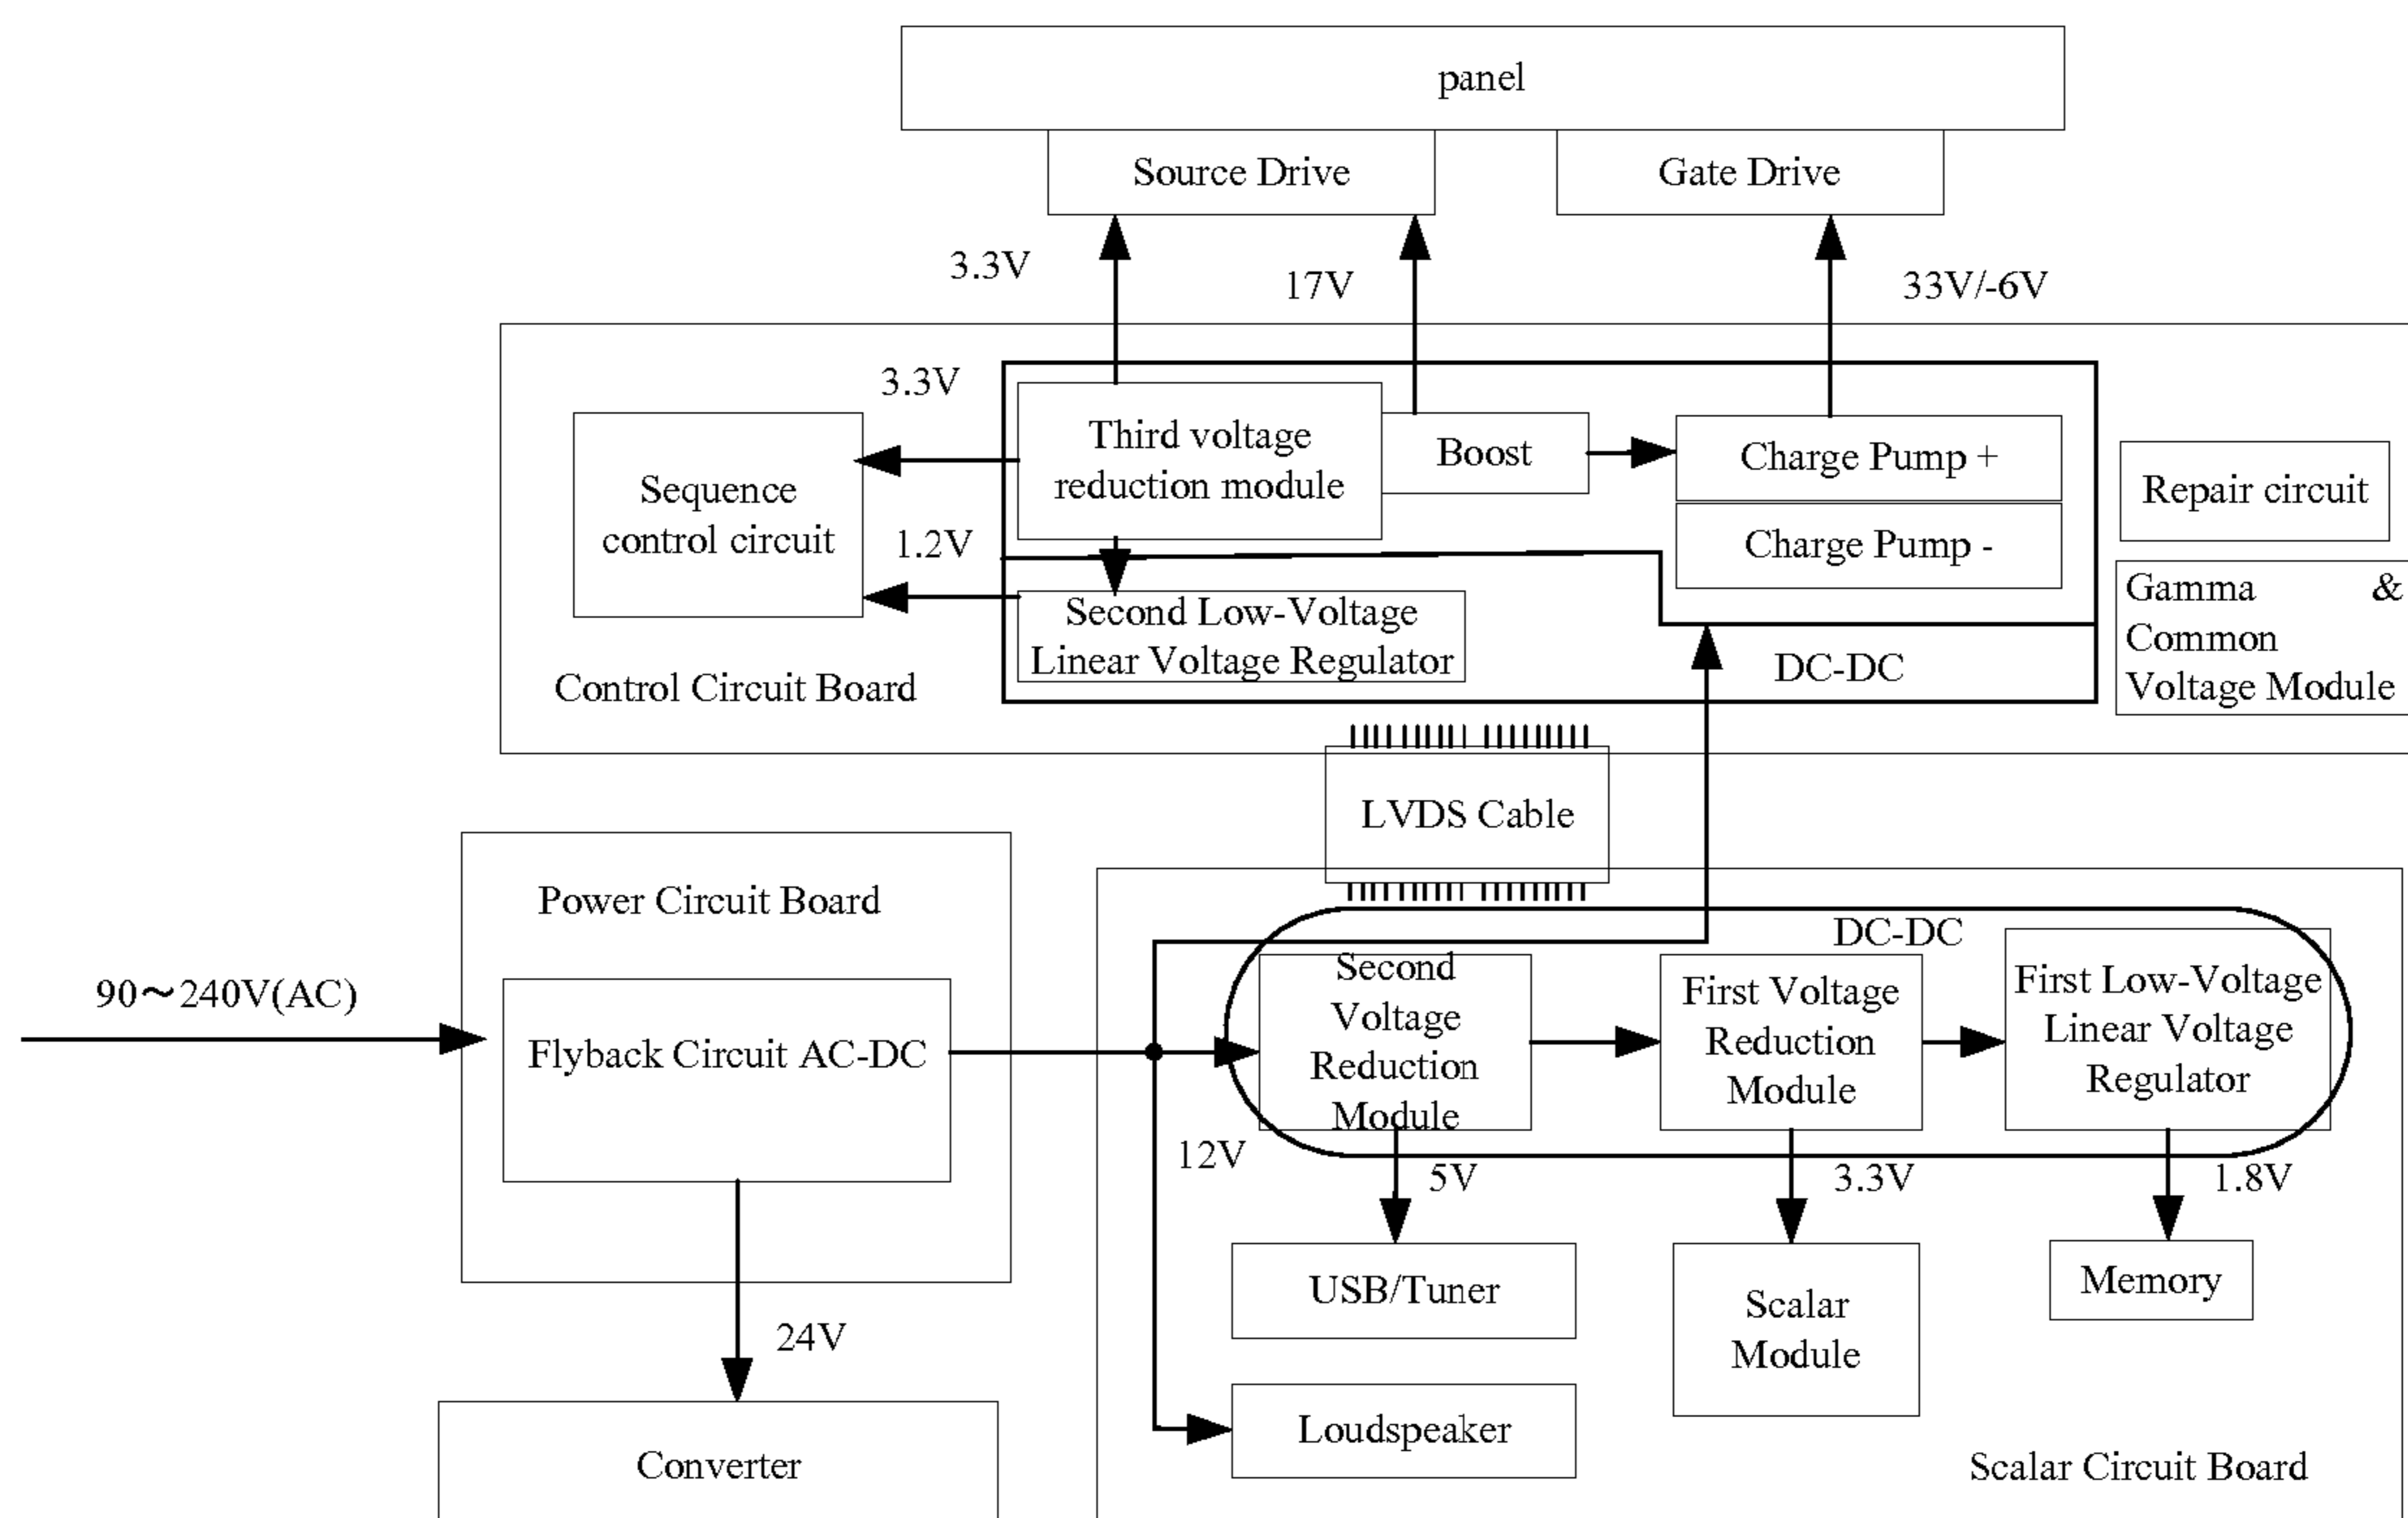 panel
Source Drive
Gate Drive
3.3V
17V
33V/-6V
3.3V
Third voltage
reduction module
Boost
Charge Pump +
Charge Pump -
Sequence
control circuit
1.2V
Second Low-Voltage
Linear Voltage Regulator
Control Circuit Board
DC-DC
Repair circuit
Gamma &
Common
Voltage Module
LVDS Cable
Power Circuit Board
90～240V(AC)
Flyback Circuit AC-DC
24V
Converter
DC-DC
Second
Voltage
Reduction
Module
First Voltage
Reduction
Module
First Low-Voltage
Linear Voltage
Regulator
12V
5V
3.3V
1.8V
USB/Tuner
Scalar
Module
Memory
Loudspeaker
Scalar Circuit Board